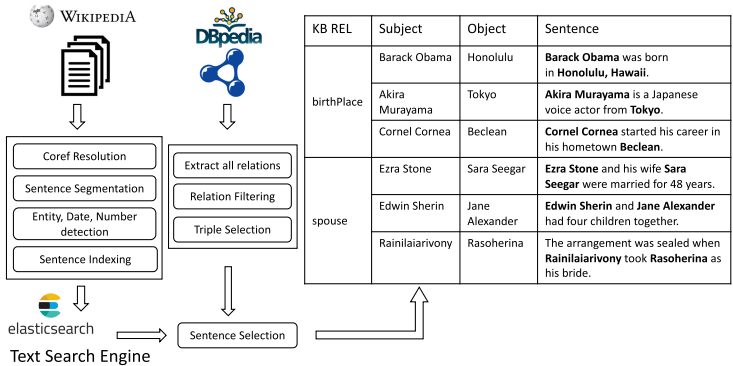 WIKIPEDIA
DBpedia
Coref Resolution
Sentence Segmentation
Entity, Date, Number
detection
Sentence Indexing
Extract all relations
Relation Filtering
Triple Selection
elasticsearch
Text Search Engine
Sentence Selection
KB REL Subject Object Sentence
birthPlace
Barack Obama Honolulu Barack Obama was born
in Honolulu, Hawaii.
Akira Tokyo Akira Murayama is a Japanese
Murayama voice actor from Tokyo.
Cornel Cornea Beclean Cornel Cornea started his career in
his hometown Beclean.
spouse
Ezra Stone Sara Seegar Ezra Stone and his wife Sara
Seegar were married for 48 years.
Edwin Sherin Jane Edwin Sherin and Jane Alexander
Alexander had four children together.
Rainilaiarivony Rasoherina The arrangement was sealed when
Rainilaiarivony took Rasoherina as
his bride.